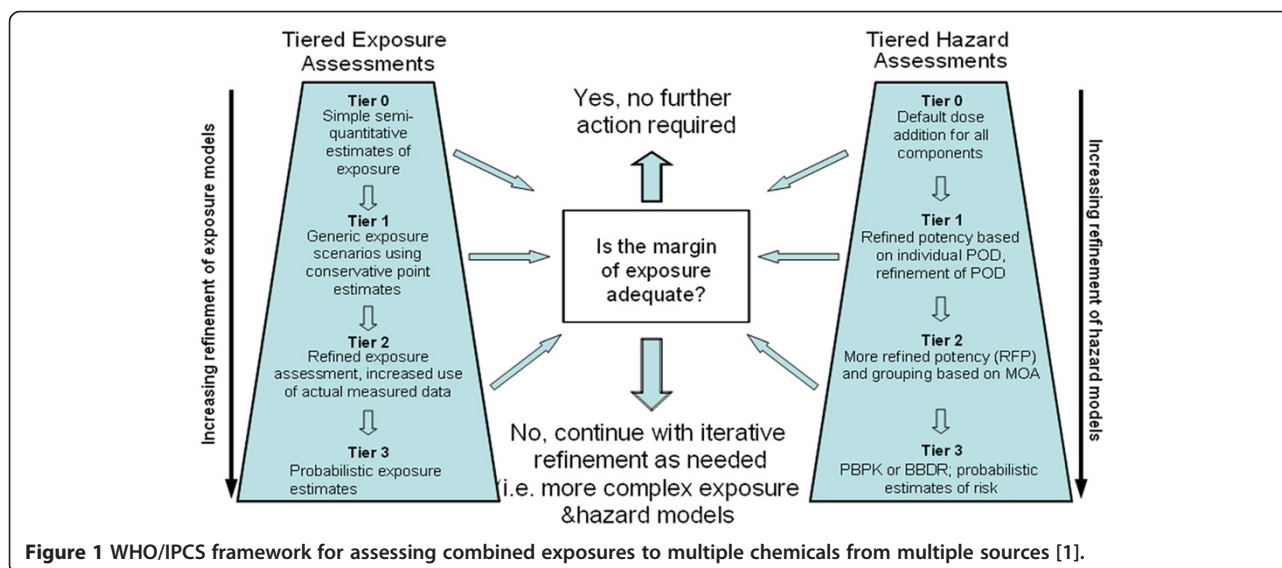 Tiered Exposure
Assessments
Increasing refinement of exposure models
Tier 0
Simple semi-
quantitative
estimates of
exposure
Tier 1
Generic exposure
scenarios using
conservative point
estimates
Tier 2
Refined exposure
assessment, increased use
of actual measured data
Tier 3
Probabilistic exposure
estimates
Yes, no further
action required
Is the margin
of exposure
adequate?
No, continue with iterative
refinement as needed
(i.e. more complex exposure
&hazard models
Tiered Hazard
Assessments
Tier 0
Default dose
addition for all
components
Tier 1
Refined potency based
on individual POD,
refinement of POD
Tier 2
More refined potency (RFP)
and grouping based on MOA
Tier 3
PBPK or BBDR; probabilistic
estimates of risk
Increasing refinement of hazard models
Figure 1 WHO/IPCS framework for assessing combined exposures to multiple chemicals from multiple sources [1].